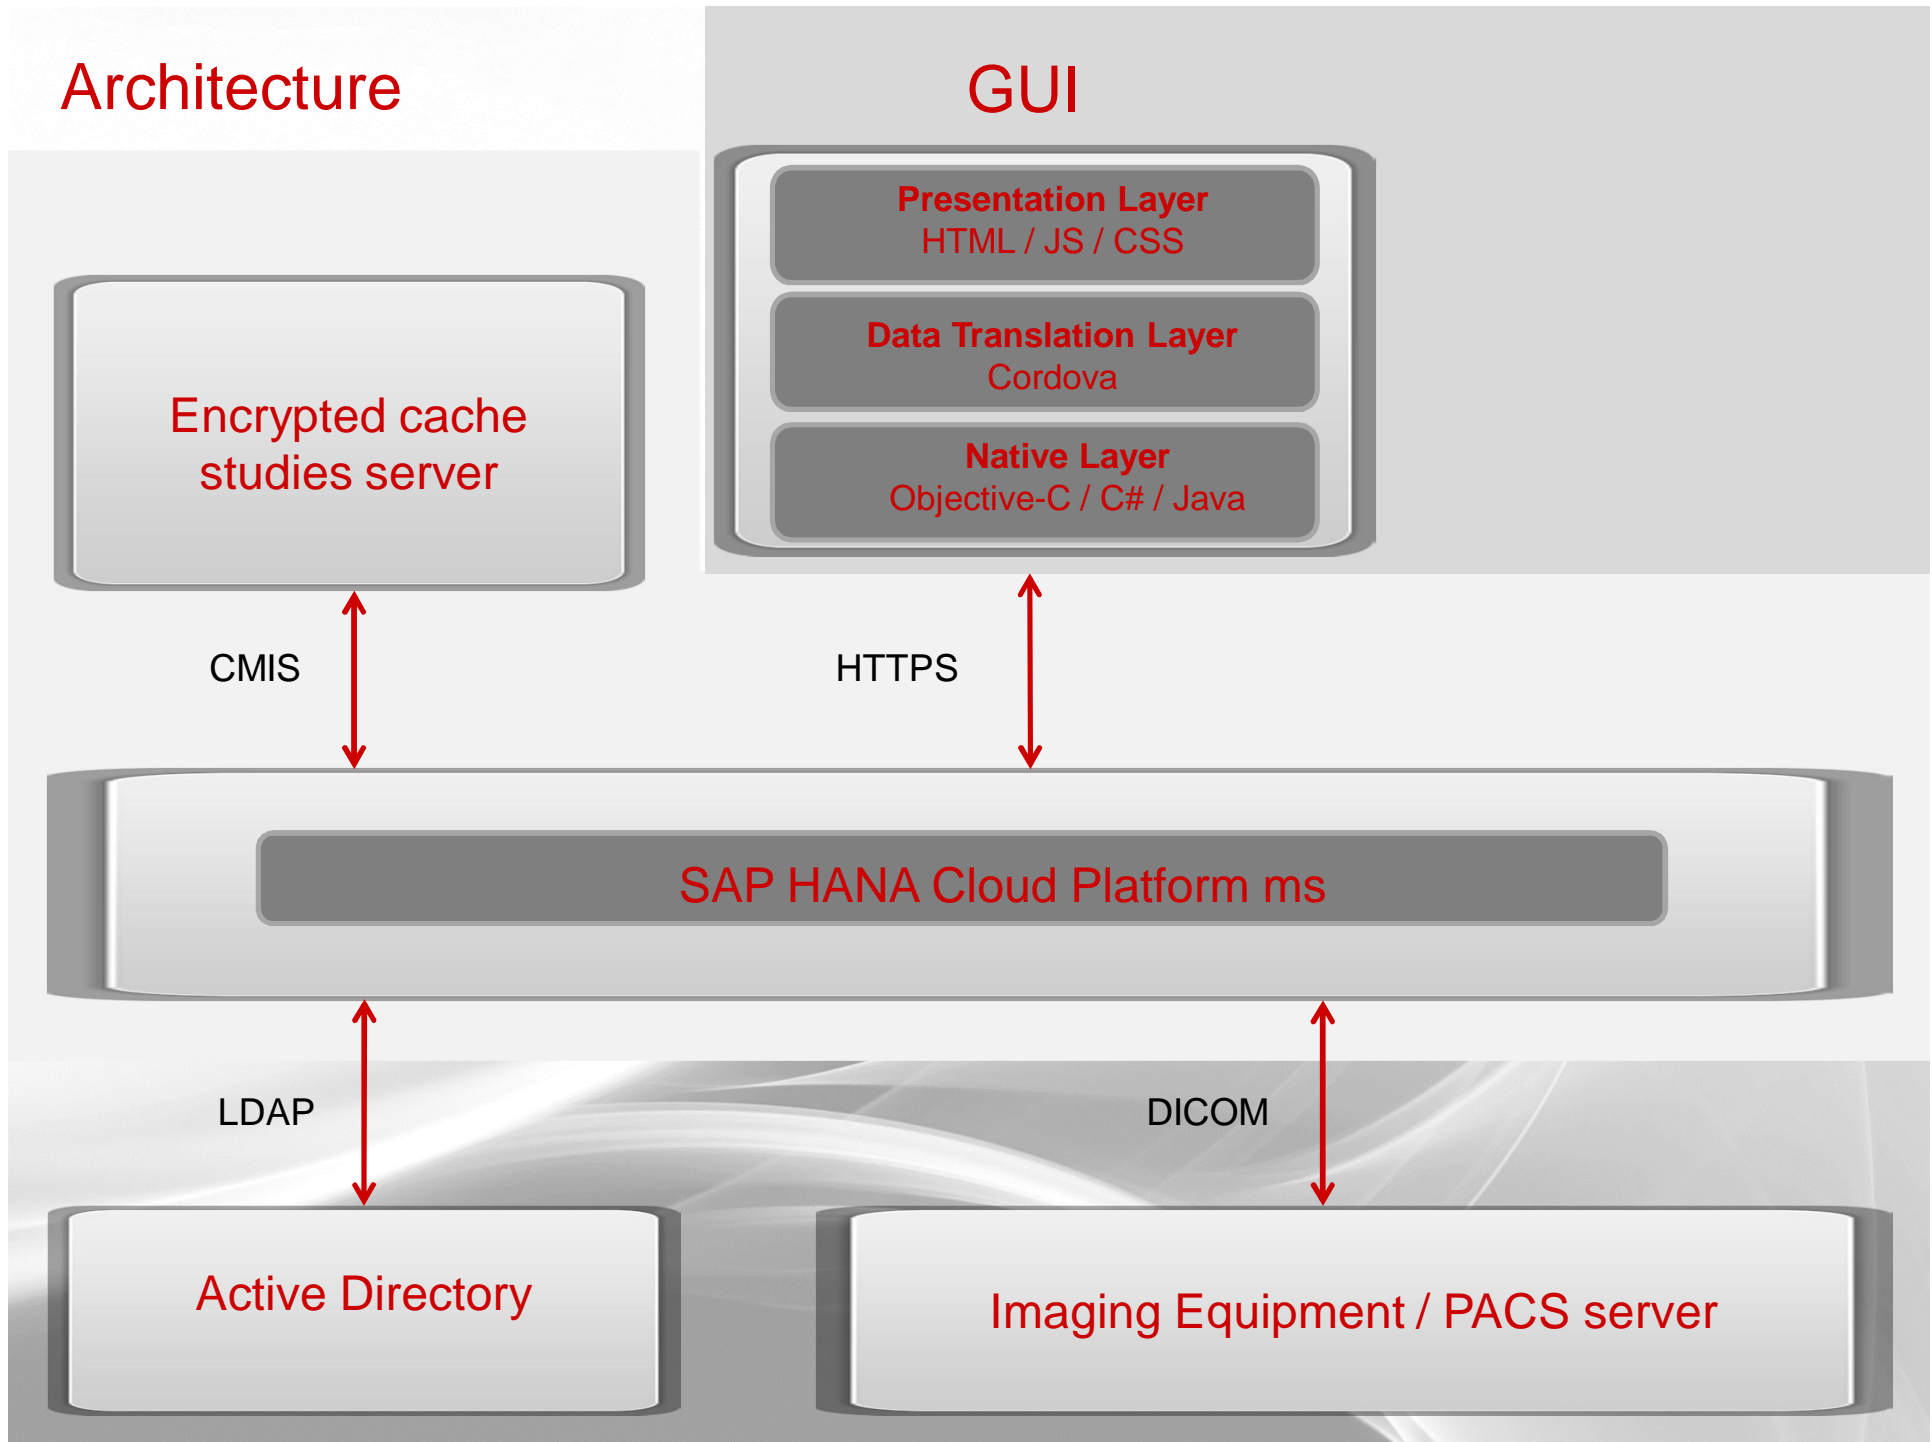 Architecture
GUI
Presentation Layer
HTML / JS / CSS
Data Translation Layer
Cordova
Native Layer
Objective-C / C# / Java
Encrypted cache
studies server
CMIS
HTTPS
SAP HANA Cloud Platform ms
LDAP
DICOM
Active Directory
Imaging Equipment / PACS server